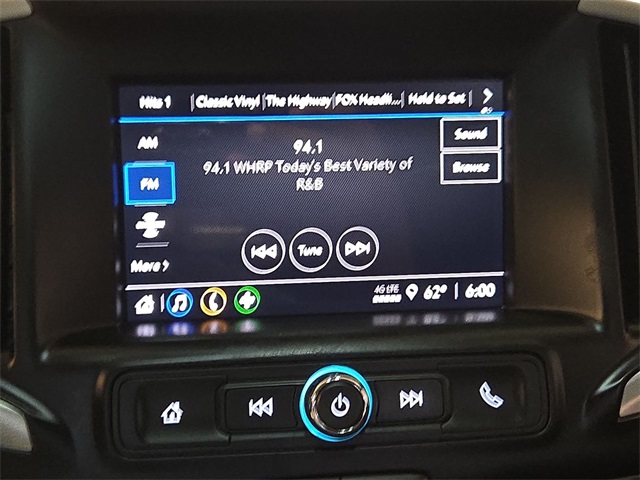 Hits 1 | Classic Vinyl | The Highway | FOX Headli... | Hold to Set |
AM
94.1
Sound
FM
94.1 WHRP Today's Best Variety of
R&B
Browse
Tune
More
4G LTE 62° | 6:00